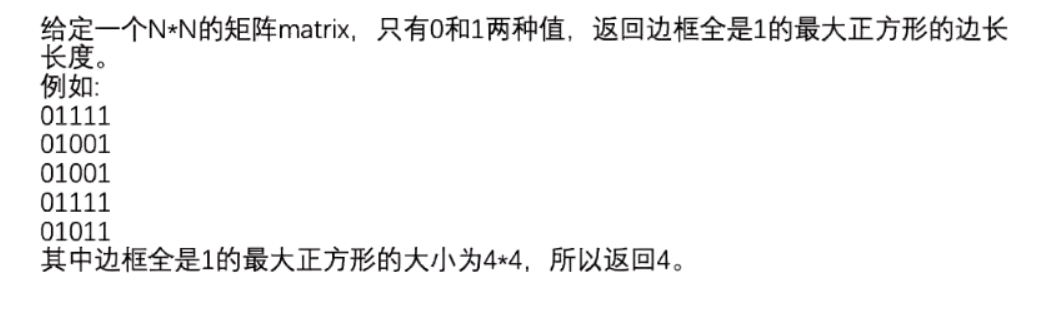 给定一个N*N的矩阵matrix，只有0和1两种值，返回边框全是1的最大正方形的边长
长度。
例如:
01111
01001
01001
01111
01011
其中边框全是1的最大正方形的大小为4*4，所以返回4。